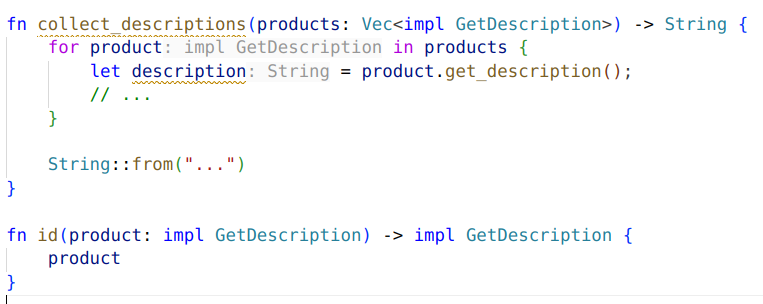 fn collect_descriptions(products: Vec<impl GetDescription>) -> String {
    for product: impl GetDescription in products {
        let description: String = product.get_description();
        // ...
    }

    String::from("...")
}

fn id(product: impl GetDescription) -> impl GetDescription {
    product
}